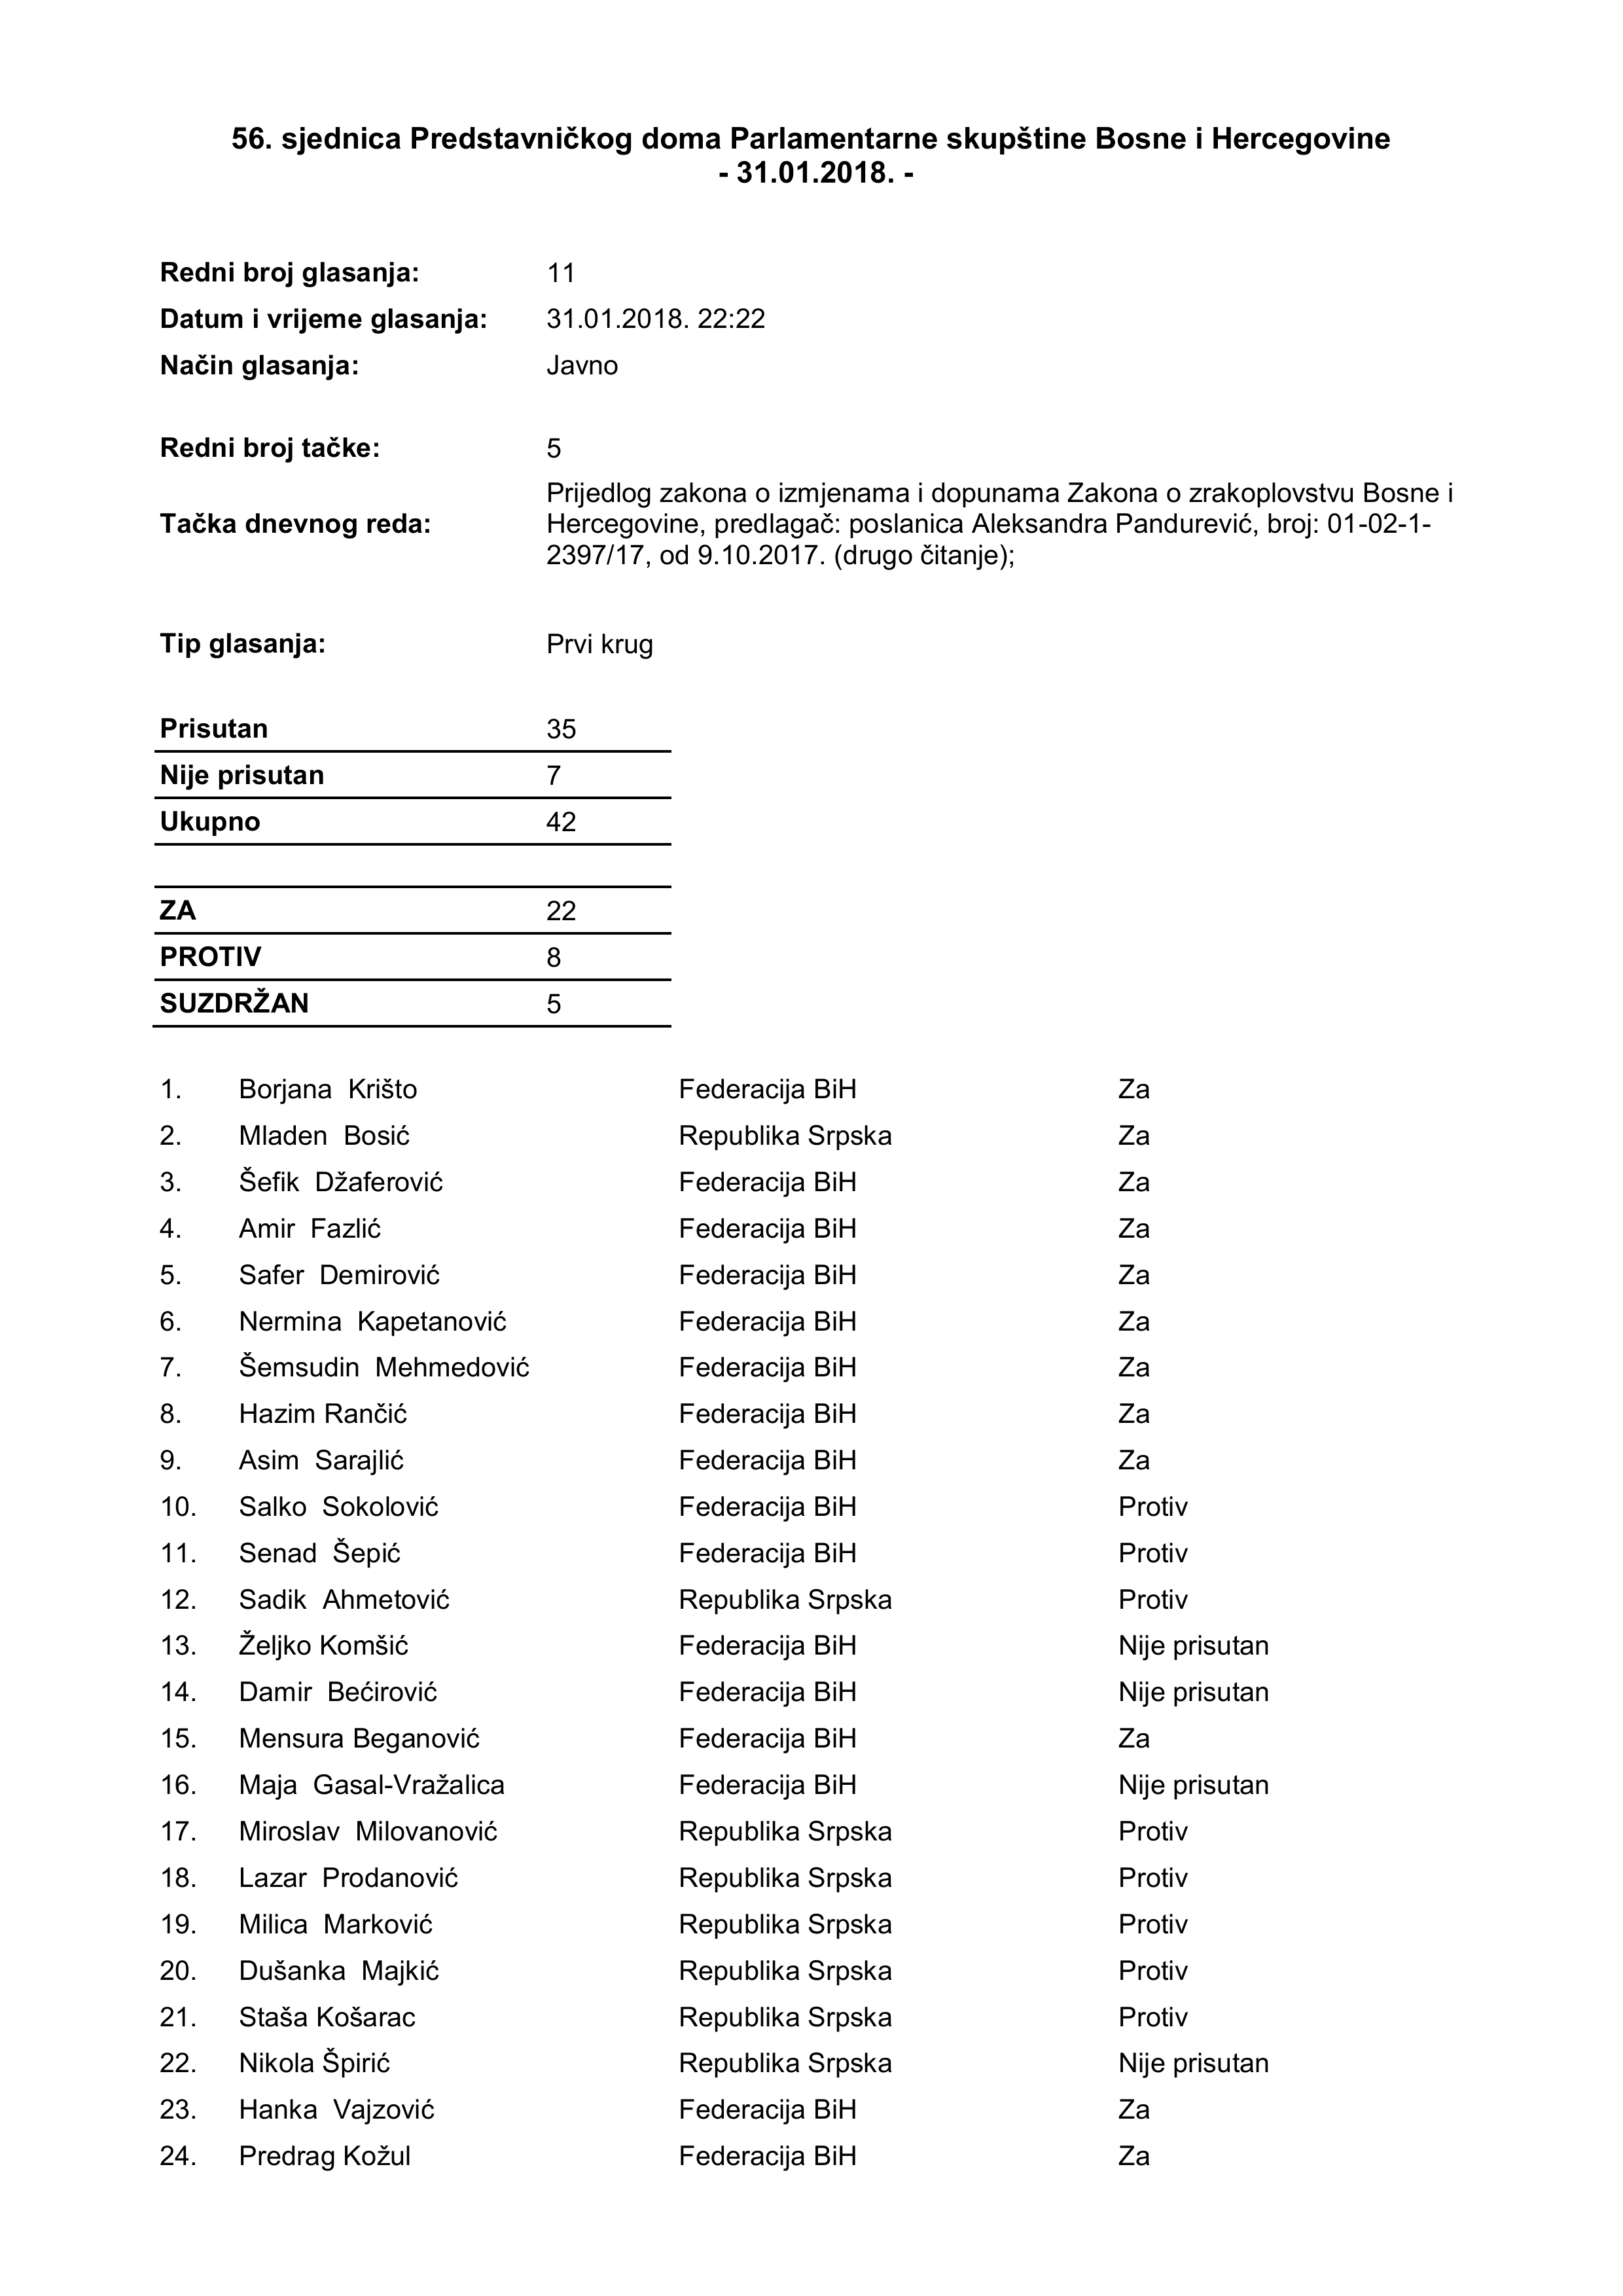 56. sjednica Predstavničkog doma Parlamentarne skupštine Bosne i Hercegovine
- 31.01.2018. -
Redni broj glasanja: 11
Datum i vrijeme glasanja: 31.01.2018. 22:22
Način glasanja: Javno
Redni broj tačke: 5
Tačka dnevnog reda: Prijedlog zakona o izmjenama i dopunama Zakona o zrakoplovstvu Bosne i
Hercegovine, predlagač: poslanica Aleksandra Pandurević, broj: 01-02-1-
2397/17, od 9.10.2017. (drugo čitanje);
Tip glasanja: Prvi krug
Prisutan 35
Nije prisutan 7
Ukupno 42
ZA 22
PROTIV 8
SUZDRŽAN 5
1. Borjana Krišto Federacija BiH Za
2. Mladen Bosić Republika Srpska Za
3. Šefik Džaferović Federacija BiH Za
4. Amir Fazlić Federacija BiH Za
5. Safer Demirović Federacija BiH Za
6. Nermina Kapetanović Federacija BiH Za
7. Šemsudin Mehmedović Federacija BiH Za
8. Hazim Rančić Federacija BiH Za
9. Asim Sarajlić Federacija BiH Za
10. Salko Sokolović Federacija BiH Protiv
11. Senad Šepić Federacija BiH Protiv
12. Sadik Ahmetović Republika Srpska Protiv
13. Željko Komšić Federacija BiH Nije prisutan
14. Damir Bećirović Federacija BiH Nije prisutan
15. Mensura Beganović Federacija BiH Za
16. Maja Gasal-Vražalica Federacija BiH Nije prisutan
17. Miroslav Milovanović Republika Srpska Protiv
18. Lazar Prodanović Republika Srpska Protiv
19. Milica Marković Republika Srpska Protiv
20. Dušanka Majkić Republika Srpska Protiv
21. Staša Košarac Republika Srpska Protiv
22. Nikola Špirić Republika Srpska Nije prisutan
23. Hanka Vajzović Federacija BiH Za
24. Predrag Kožul Federacija BiH Za